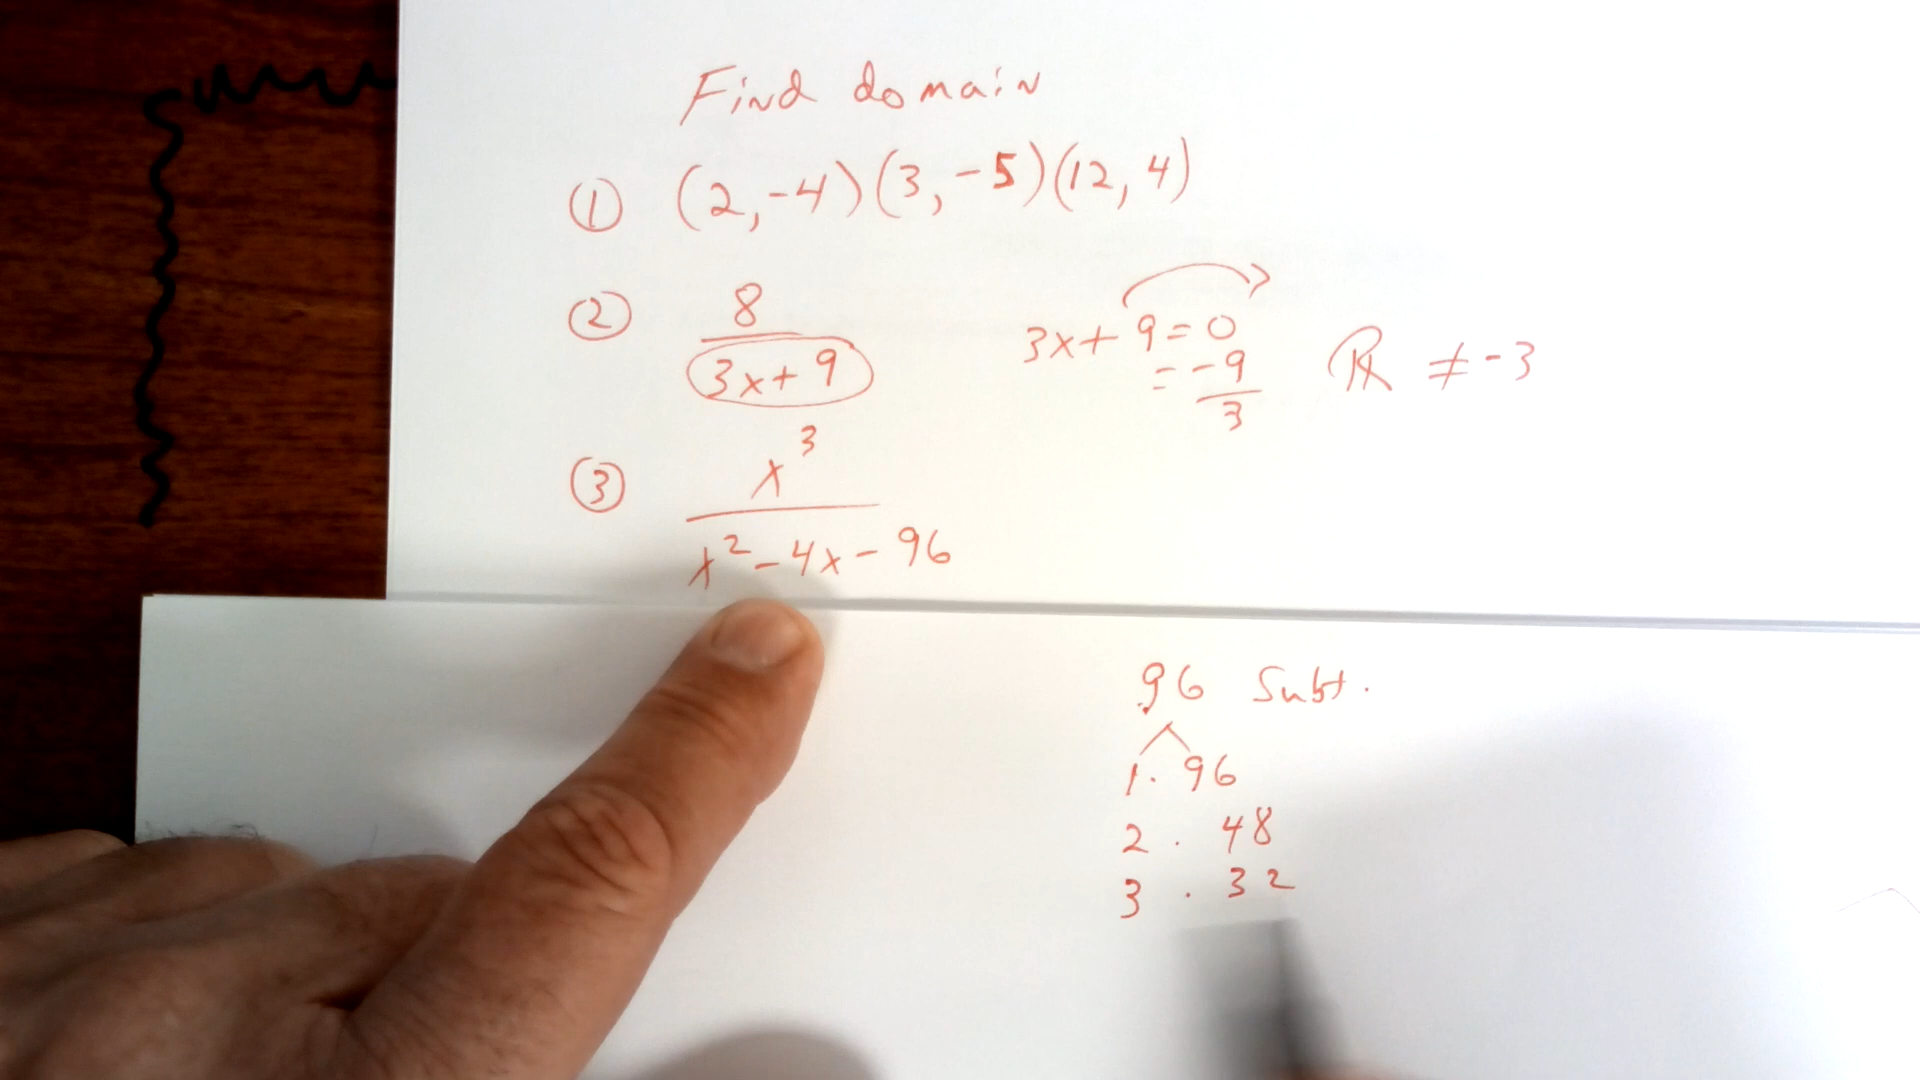 Find domain
① (2,-4)(3,-5)(12,4)
② 8
3x+9
3x+9=0
=-9
3
ℝ ≠ -3
③ x³
x²-4x-96
96 Subt.
1. 96
2 . 48
3 . 32